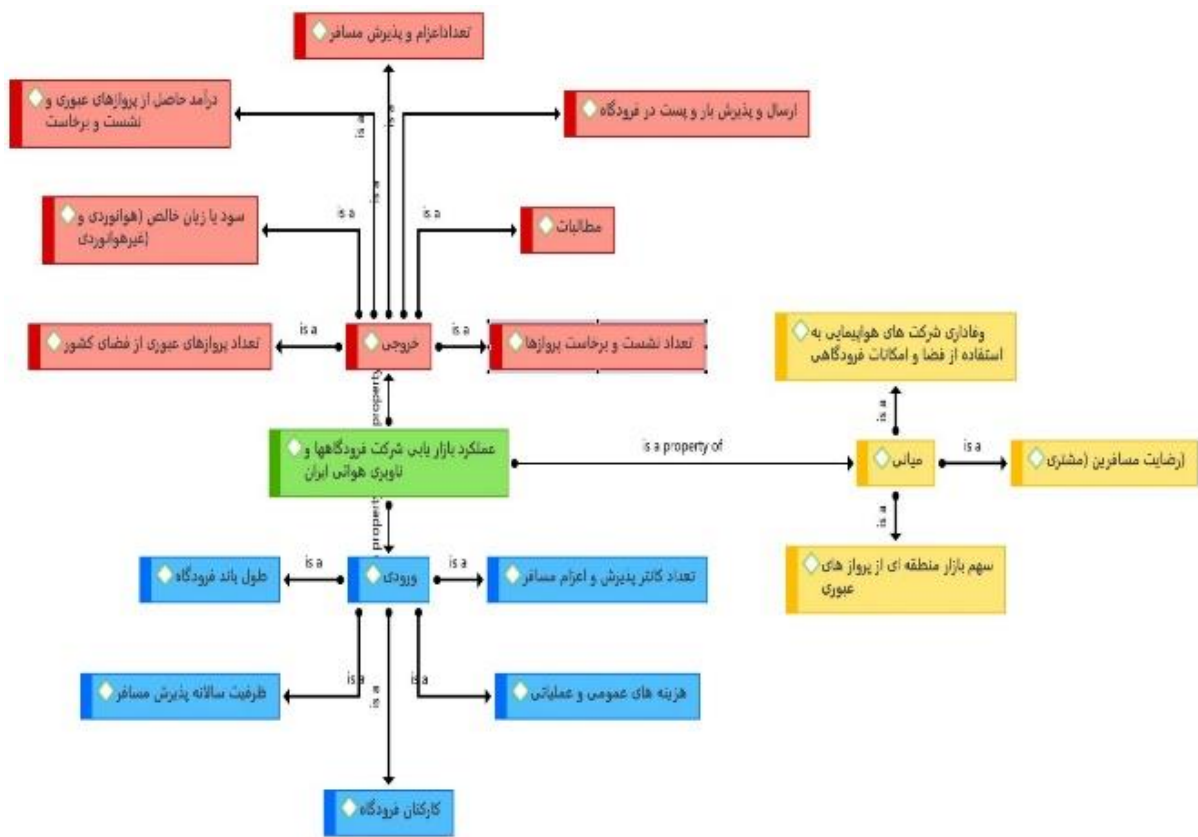 تعداداعزام و پذیرش مسافر
درآمد حاصل از پروازهای عبوری و
نشست و برخاست
ارسال و پذیرش بار و پست در فرودگاه
is a
is a
is a
سود یا زیان خالص (هوانوردی و
(غیرهوانوردی
is a
is a
مطالبات
تعداد پروازهای عبوری از فضای کشور
is a
خروجی
is a
تعداد نشست و برخاست پروازها
وفاداری شرکت های هواپیمایی به
استفاده از فضا و امکانات فرودگاهی
property
is a
عملکرد بازار یابی شرکت فرودگاهها و
ناوبری هوائی ایران
is a property of
میانی
is a
(رضایت مسافرین (مشتری
property
is a
سهم بازار منطقه ای از پرواز های
عبوری
طول باند فرودگاه
is a
ورودی
is a
تعداد کانتر پذیرش و اعزام مسافر
ظرفیت سالانه پذیرش مسافر
is a
is a
is a
هزینه های عمومی و عملیاتی
کارکنان فرودگاه